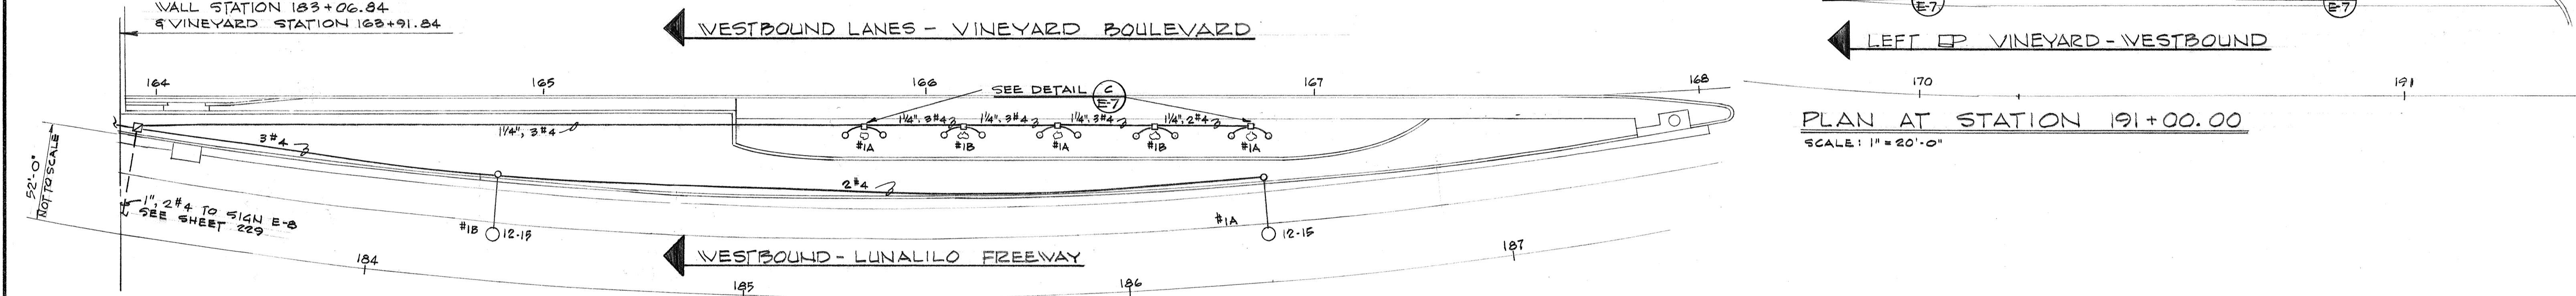 WALL STATION 183+06.84
& VINEYARD STATION 163+91.84
WESTBOUND LANES - VINEYARD BOULEVARD
E-7
E-7
LEFT VINEYARD - WESTBOUND
164
165
166
167
168
170
191
SEE DETAIL C
E-7
PLAN AT STATION 191+00.00
SCALE: 1" = 20'-0"
1¼", 3#4
1¼", 3#4
1¼", 3#4
1¼", 3#4
1¼", 2#4
3#4
#1A
#1B
#1A
#1B
#1A
52'-0"
NOT TO SCALE
2#4
1", 2#4 TO SIGN E-8
SEE SHEET 229
#1B
12-15
#1A
12-15
WESTBOUND - LUNALILO FREEWAY
184
185
186
187